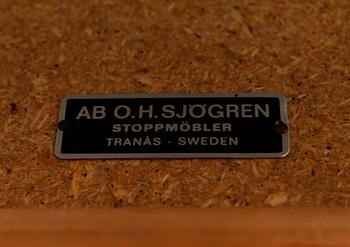 AB O.H. SJÖGREN
STOPPMÖBLER
TRANÅS · SWEDEN